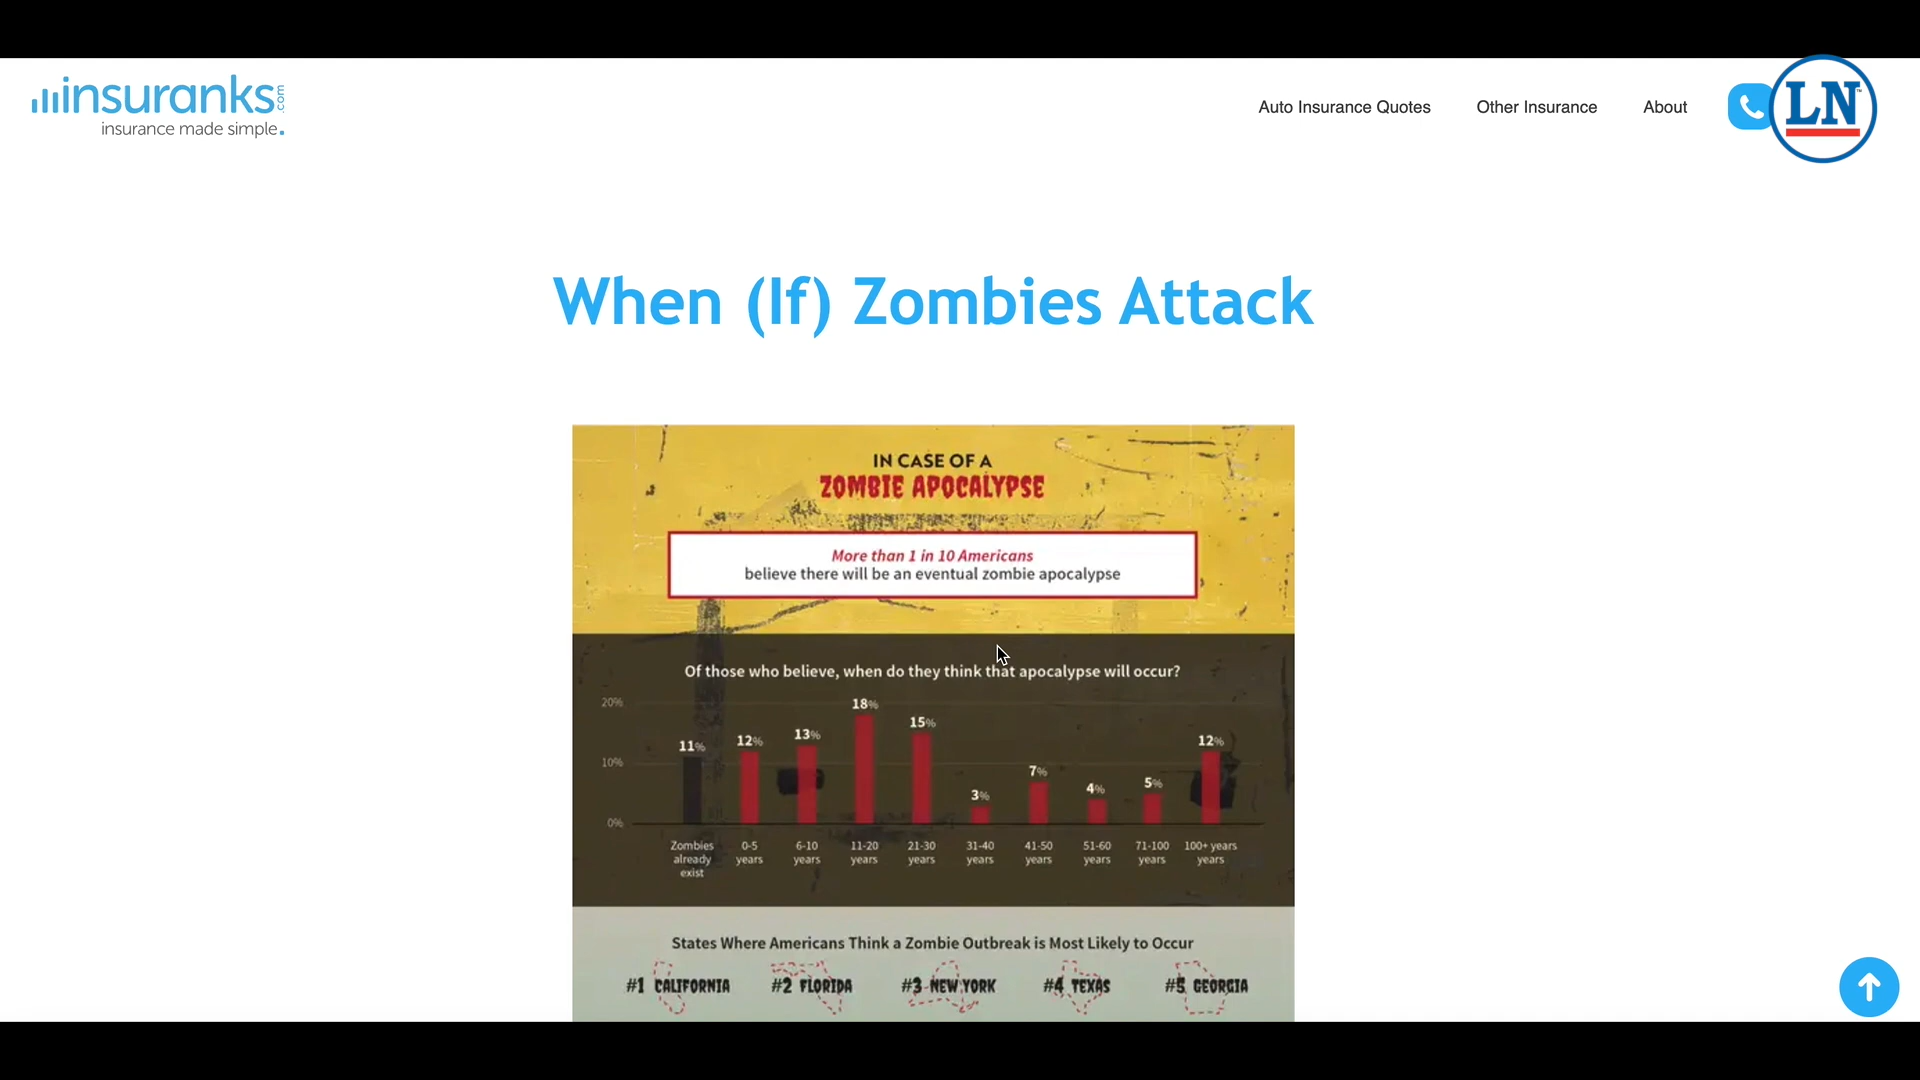 insuranks.com
insurance made simple.
Auto Insurance Quotes
Other Insurance
About
LN
When (If) Zombies Attack
IN CASE OF A
ZOMBIE APOCALYPSE
More than 1 in 10 Americans
believe there will be an eventual zombie apocalypse
Of those who believe, when do they think that apocalypse will occur?
20%
10%
0%
11%
12%
13%
18%
15%
3%
7%
4%
5%
12%
Zombies
already
exist
0-5
years
6-10
years
11-20
years
21-30
years
31-40
years
41-50
years
51-60
years
71-100
years
100+ years
years
States Where Americans Think a Zombie Outbreak is Most Likely to Occur
#1 CALIFORNIA
#2 FLORIDA
#3 NEW YORK
#4 TEXAS
#5 GEORGIA